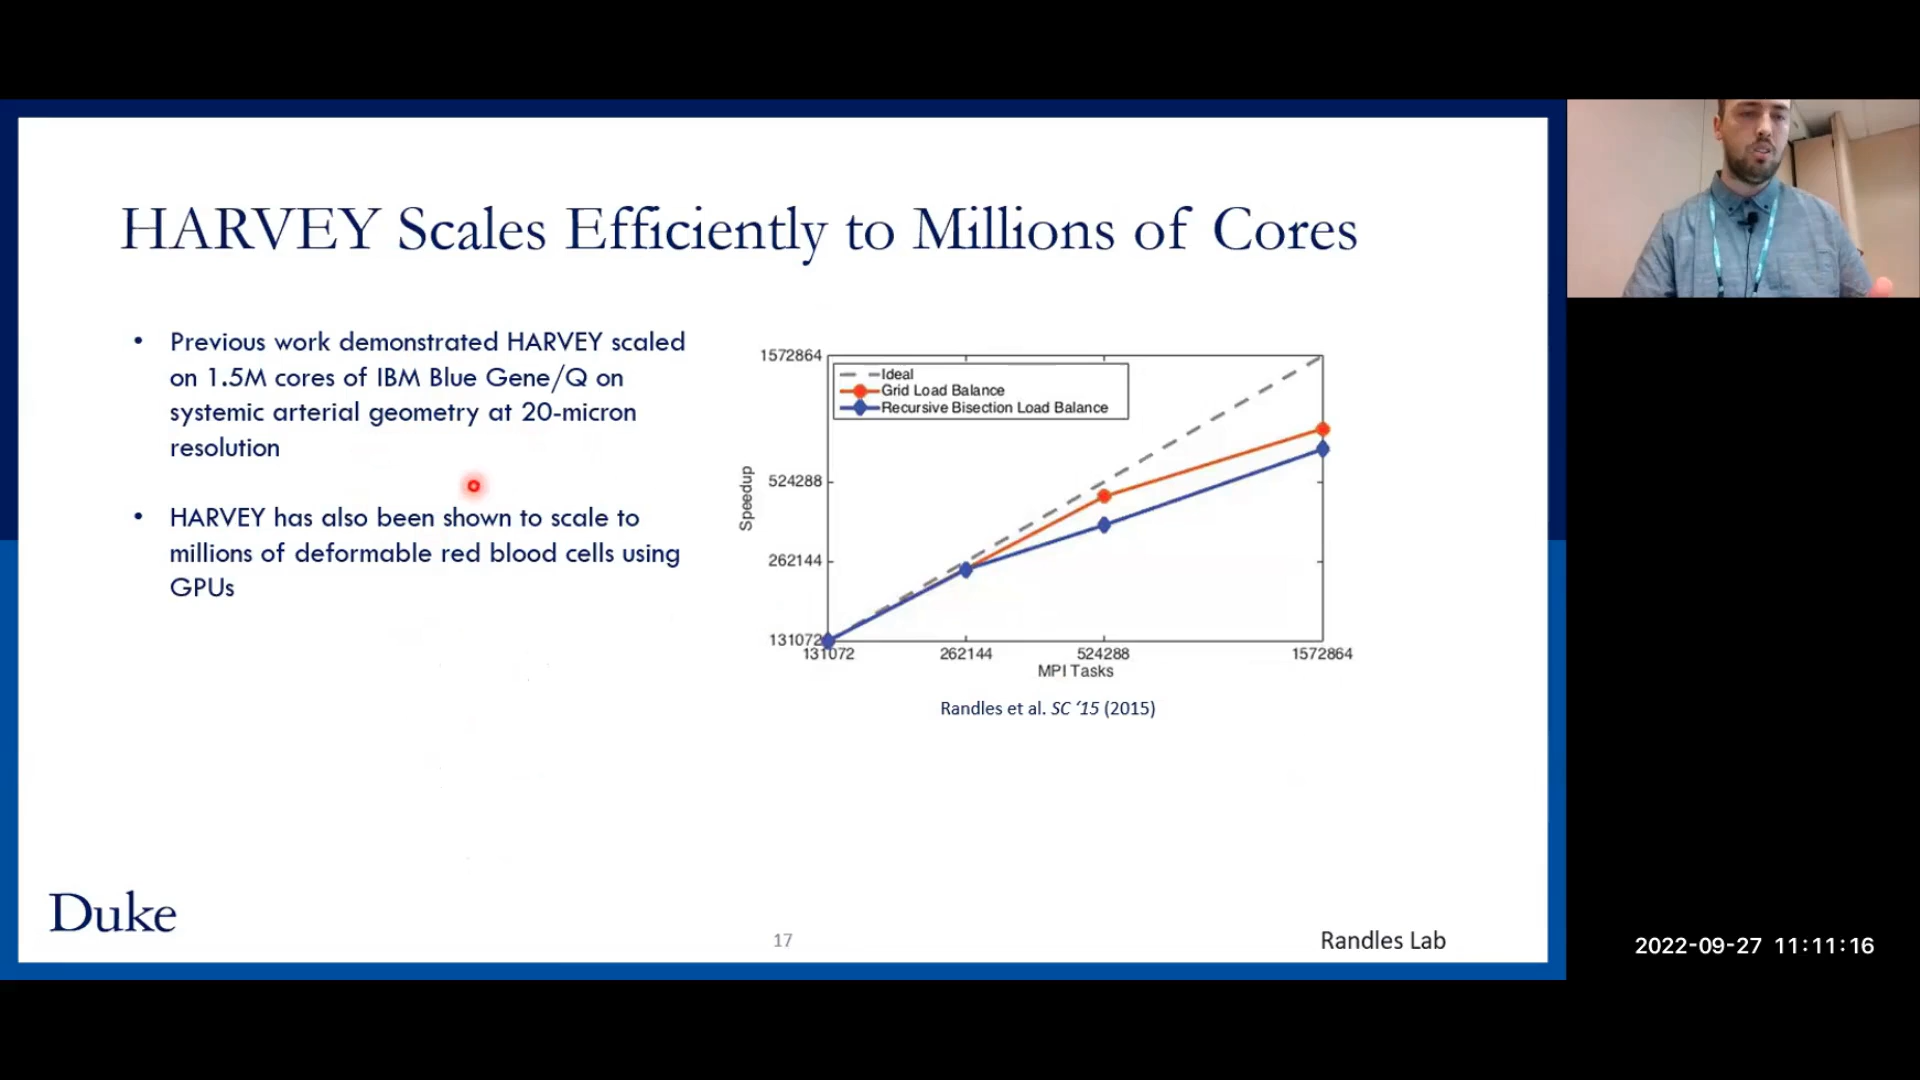 HARVEY Scales Efficiently to Millions of Cores
• Previous work demonstrated HARVEY scaled
on 1.5M cores of IBM Blue Gene/Q on
systemic arterial geometry at 20-micron
resolution
• HARVEY has also been shown to scale to
millions of deformable red blood cells using
GPUs
1572864
524288
262144
131072
Speedup
Ideal
Grid Load Balance
Recursive Bisection Load Balance
131072 262144 524288 1572864
MPI Tasks
Randles et al. SC ‘15 (2015)
Duke
17
Randles Lab
2022-09-27 11:11:16